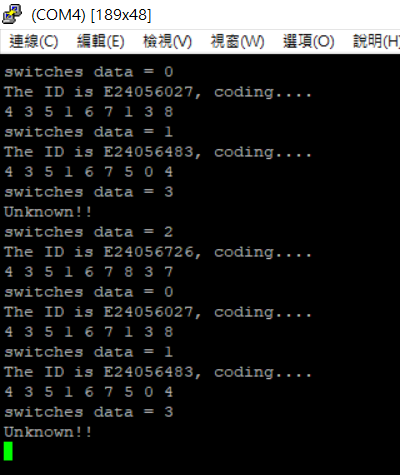 (COM4) [189x48]
連線(C) 編輯(E) 檢視(V) 視窗(W) 選項(O) 說明(H)
switches data = 0
The ID is E24056027, coding....
4 3 5 1 6 7 1 3 8
switches data = 1
The ID is E24056483, coding....
4 3 5 1 6 7 5 0 4
switches data = 3
Unknown!!
switches data = 2
The ID is E24056726, coding....
4 3 5 1 6 7 8 3 7
switches data = 0
The ID is E24056027, coding....
4 3 5 1 6 7 1 3 8
switches data = 1
The ID is E24056483, coding....
4 3 5 1 6 7 5 0 4
switches data = 3
Unknown!!